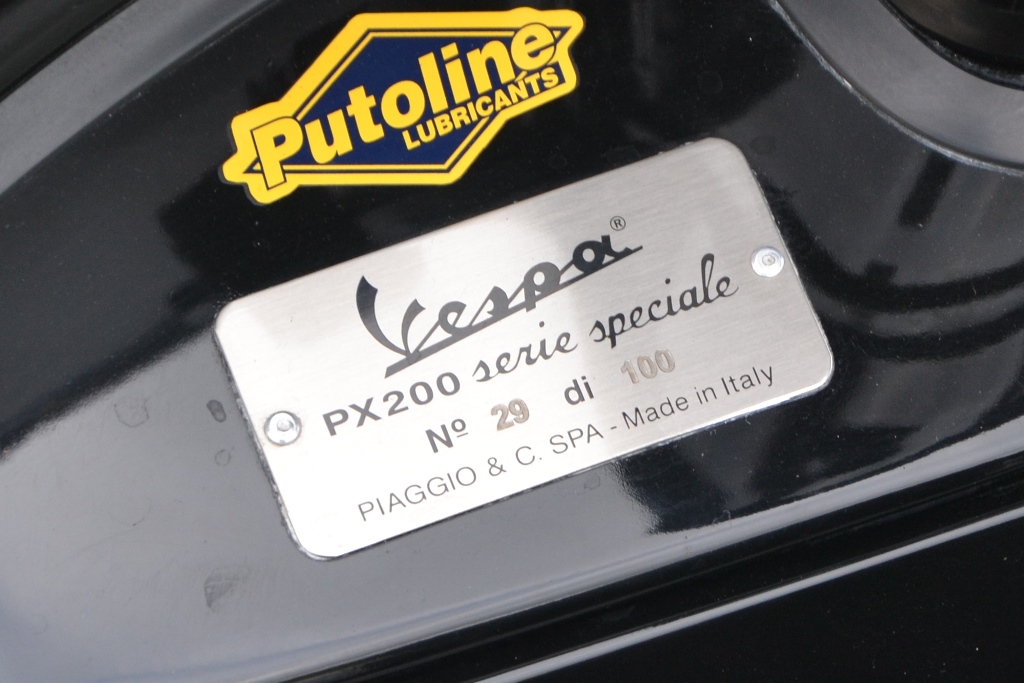 Putoline
LUBRICANTS
Vespa®
PX200 serie speciale
Nº 29 di 100
PIAGGIO & C. SPA - Made in Italy